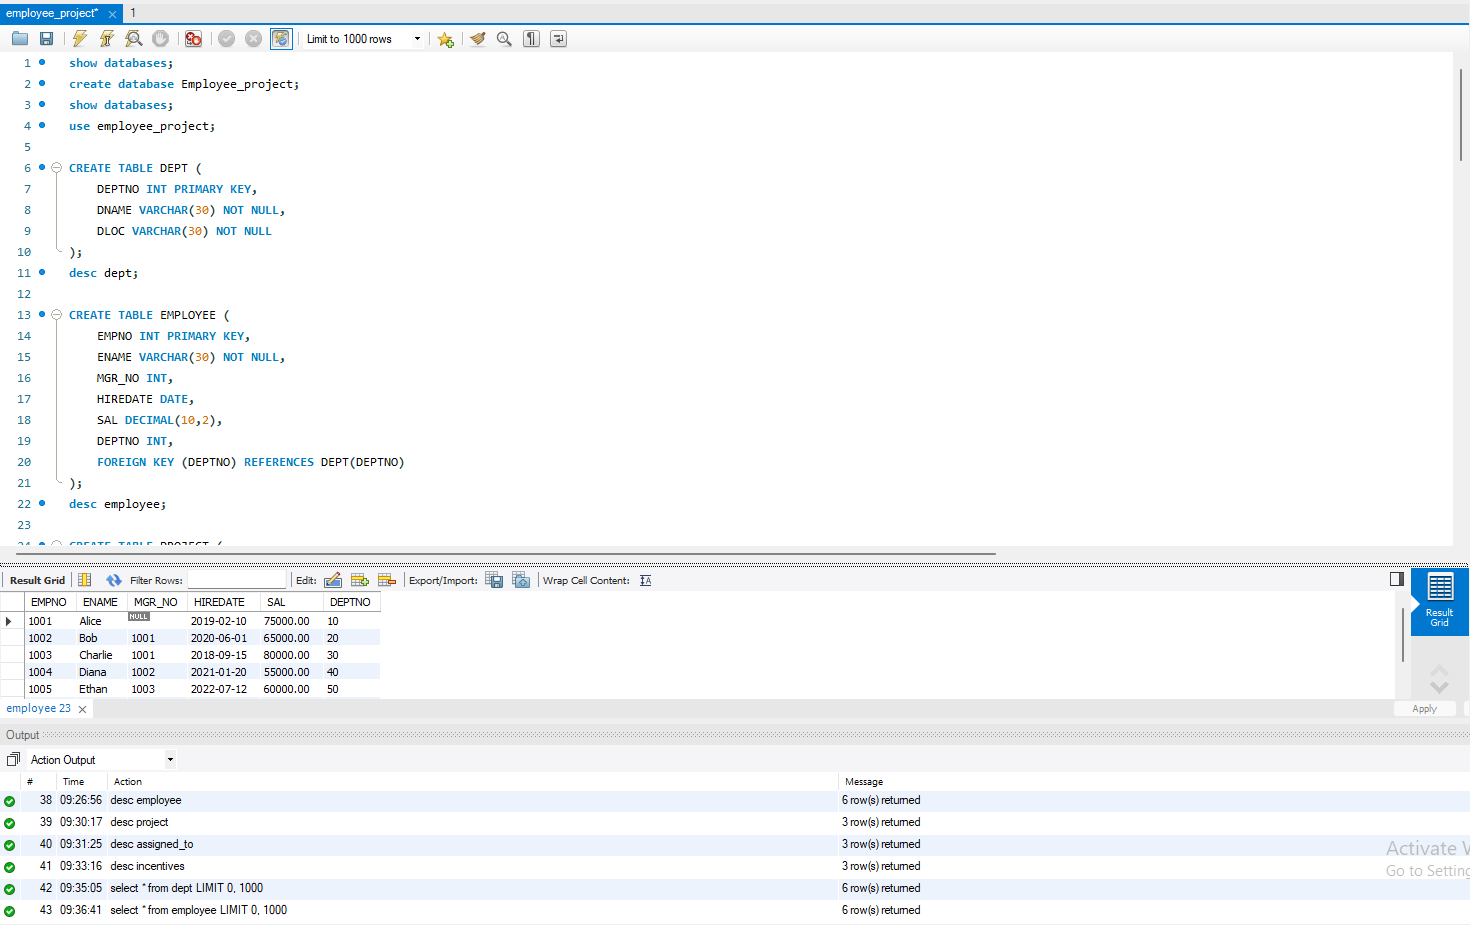 employee_project* × 1
Limit to 1000 rows
1 show databases;
2 create database Employee_project;
3 show databases;
4 use employee_project;
5
6 CREATE TABLE DEPT (
7 DEPTNO INT PRIMARY KEY,
8 DNAME VARCHAR(30) NOT NULL,
9 DLOC VARCHAR(30) NOT NULL
10 );
11 desc dept;
12
13 CREATE TABLE EMPLOYEE (
14 EMPNO INT PRIMARY KEY,
15 ENAME VARCHAR(30) NOT NULL,
16 MGR_NO INT,
17 HIREDATE DATE,
18 SAL DECIMAL(10,2),
19 DEPTNO INT,
20 FOREIGN KEY (DEPTNO) REFERENCES DEPT(DEPTNO)
21 );
22 desc employee;
23
24 CREATE TABLE PROJECT (
Result Grid Filter Rows: Edit: Export/Import: Wrap Cell Content:
EMPNO ENAME MGR_NO HIREDATE SAL DEPTNO
1001 Alice NULL 2019-02-10 75000.00 10
1002 Bob 1001 2020-06-01 65000.00 20
1003 Charlie 1001 2018-09-15 80000.00 30
1004 Diana 1002 2021-01-20 55000.00 40
1005 Ethan 1003 2022-07-12 60000.00 50
Result
Grid
employee 23 ×
Apply
Output
Action Output
# Time Action Message
38 09:26:56 desc employee 6 row(s) returned
39 09:30:17 desc project 3 row(s) returned
40 09:31:25 desc assigned_to 3 row(s) returned
41 09:33:16 desc incentives 3 row(s) returned
42 09:35:05 select * from dept LIMIT 0, 1000 6 row(s) returned
43 09:36:41 select * from employee LIMIT 0, 1000 6 row(s) returned
Activate
Go to Setting